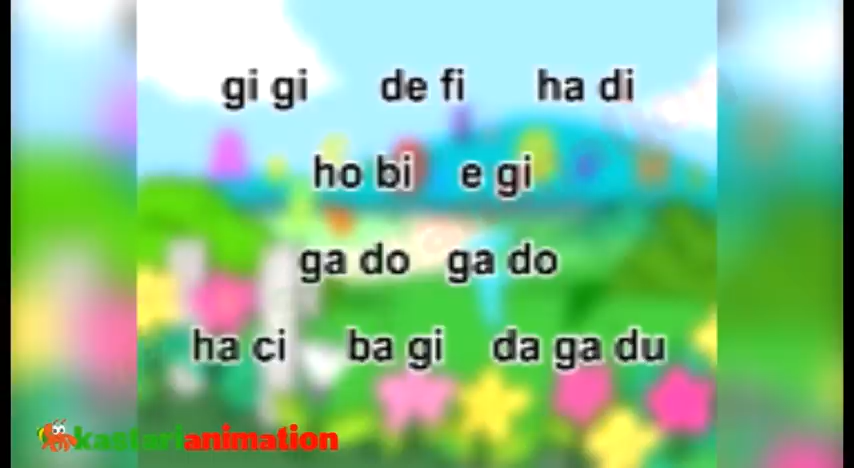 gi gi de fi ha di
ho bi e gi
ga do ga do
ha ci ba gi da ga du
kastarianimation